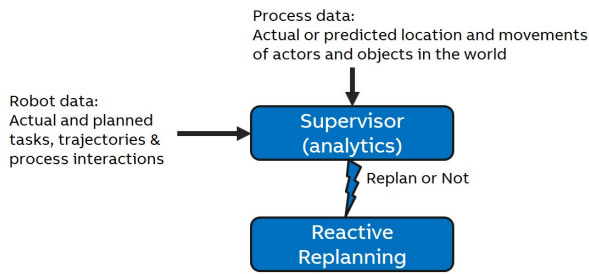 Process data:
Actual or predicted location and movements
of actors and objects in the world
Robot data:
Actual and planned
tasks, trajectories &
process interactions
Supervisor
(analytics)
Replan or Not
Reactive
Replanning